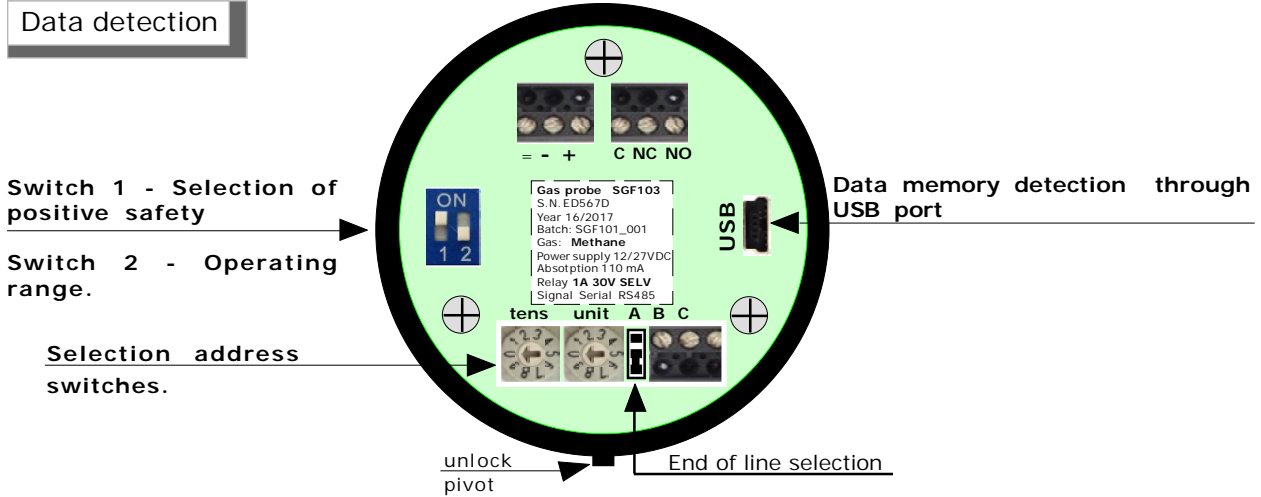 Data detection
= - +
C NC NO
Switch 1 - Selection of
positive safety
Switch 2 - Operating
range.
ON
1 2
Gas probe SGF103
S.N. ED567D
Year 16/2017
Batch: SGF101_001
Gas: Methane
Power supply 12/27VDC
Absotption 110 mA
Relay 1A 30V SELV
Signal Serial RS485
USB
Data memory detection through
USB port
tens unit A B C
Selection address
switches.
unlock
pivot
End of line selection